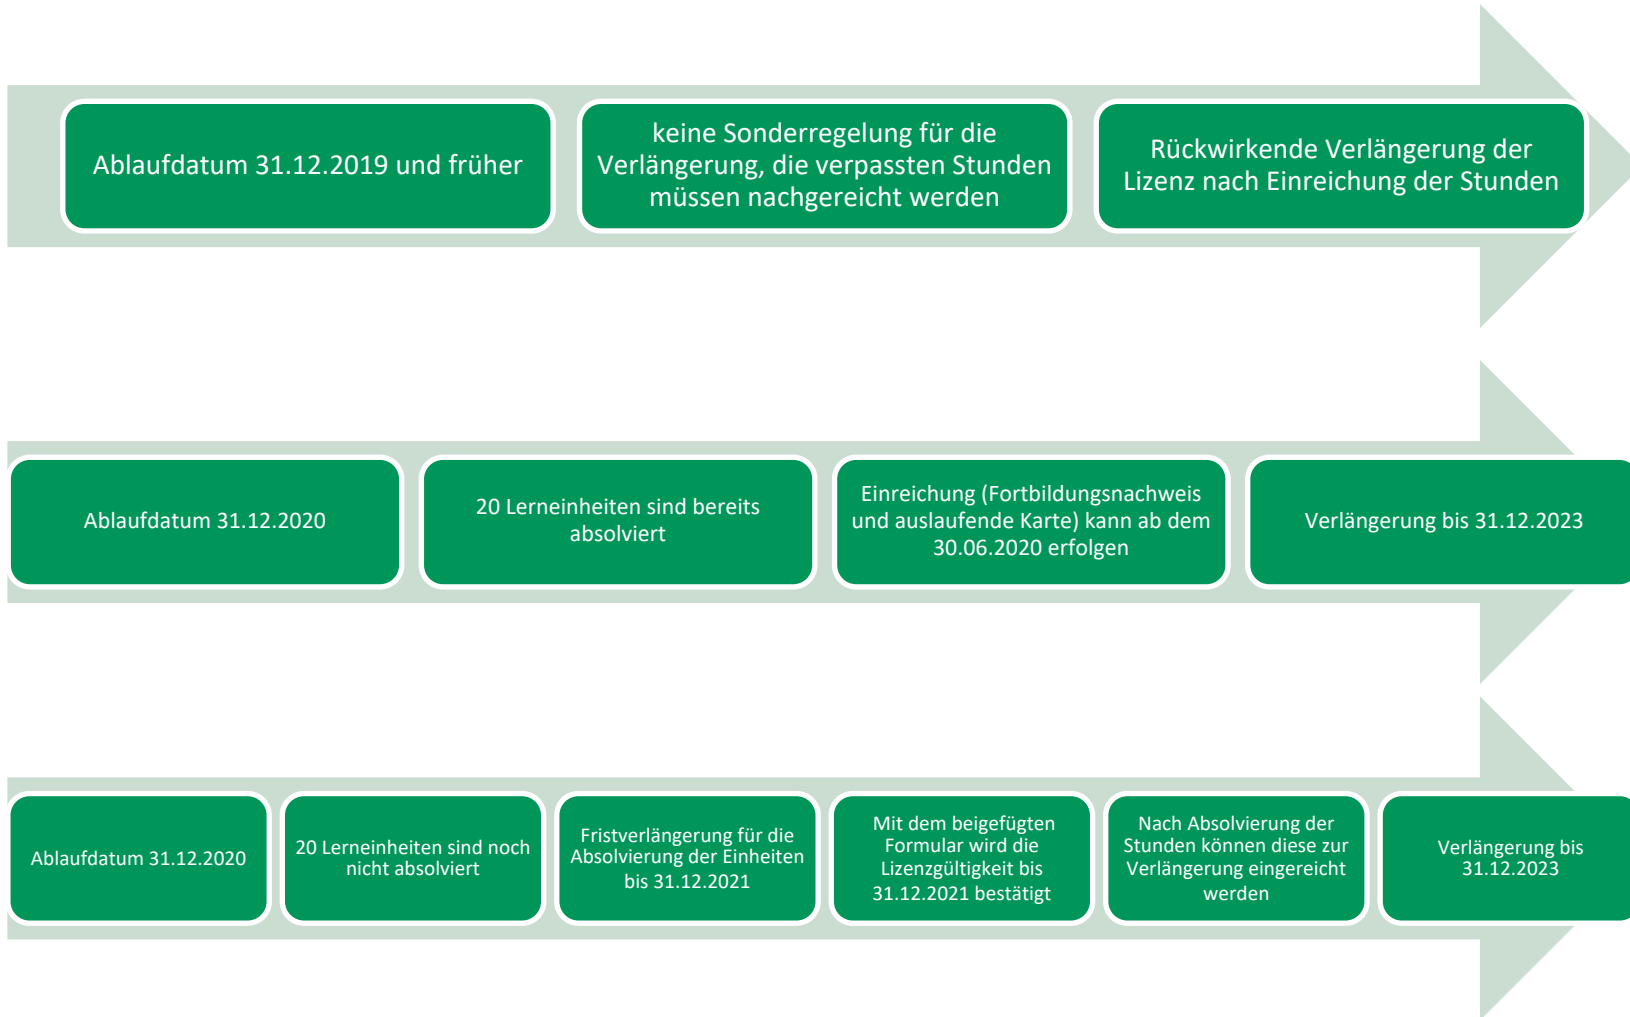 Ablaufdatum 31.12.2019 und früher
keine Sonderregelung für die
Verlängerung, die verpassten Stunden
müssen nachgereicht werden
Rückwirkende Verlängerung der
Lizenz nach Einreichung der Stunden
Ablaufdatum 31.12.2020
20 Lerneinheiten sind bereits
absolviert
Einreichung (Fortbildungsnachweis
und auslaufende Karte) kann ab dem
30.06.2020 erfolgen
Verlängerung bis 31.12.2023
Ablaufdatum 31.12.2020
20 Lerneinheiten sind noch
nicht absolviert
Fristverlängerung für die
Absolvierung der Einheiten
bis 31.12.2021
Mit dem beigefügten
Formular wird die
Lizenzgültigkeit bis
31.12.2021 bestätigt
Nach Absolvierung der
Stunden können diese zur
Verlängerung eingereicht
werden
Verlängerung bis
31.12.2023